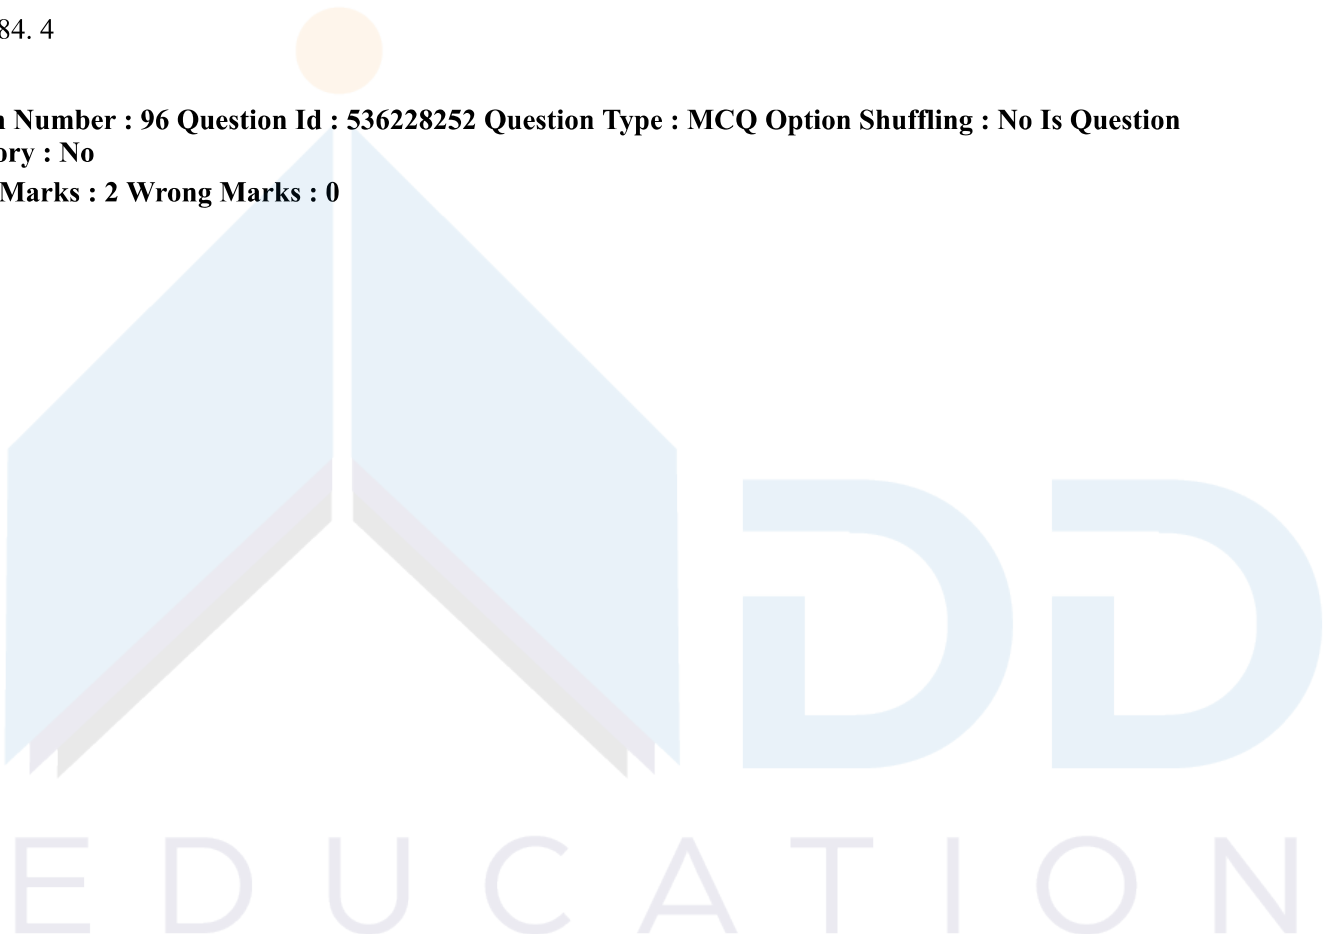 84. 4
n Number : 96 Question Id : 536228252 Question Type : MCQ Option Shuffling : No Is Question
ory : No
Marks : 2 Wrong Marks : 0
DD
EDUCATION